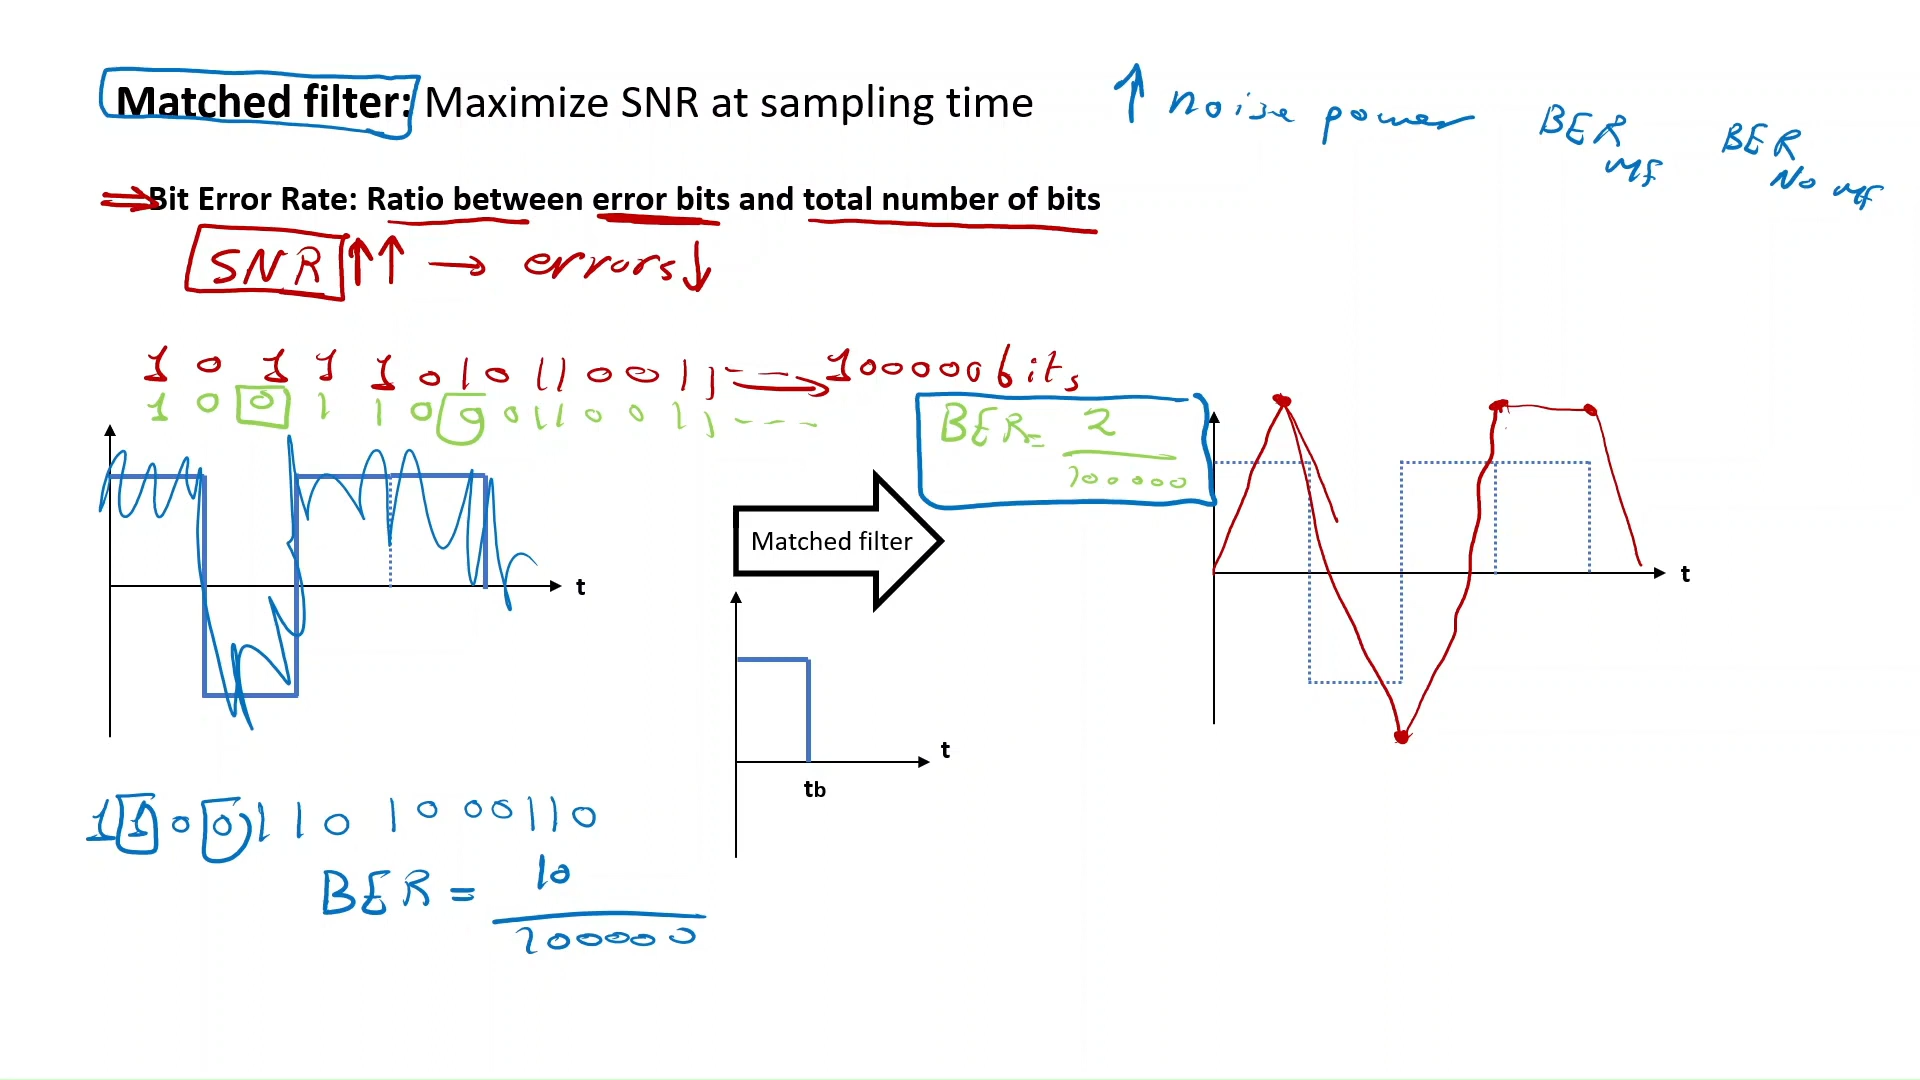 Matched filter: Maximize SNR at sampling time
↑ noise power
BER MF
BER No MF
⇒ Bit Error Rate: Ratio between error bits and total number of bits
SNR ↑↑ → errors ↓
1 0 1 1 1 0 1 0 1 1 0 0 1 1 ---> 100000 bits
1 0 0 1 1 0 0 0 1 1 0 0 1 1 ----
BER = 2 / 100000
Matched filter
t
t
t
tb
1 1 0 0 1 1 0 1 0 0 0 1 1 0
BER = 10 / 100000